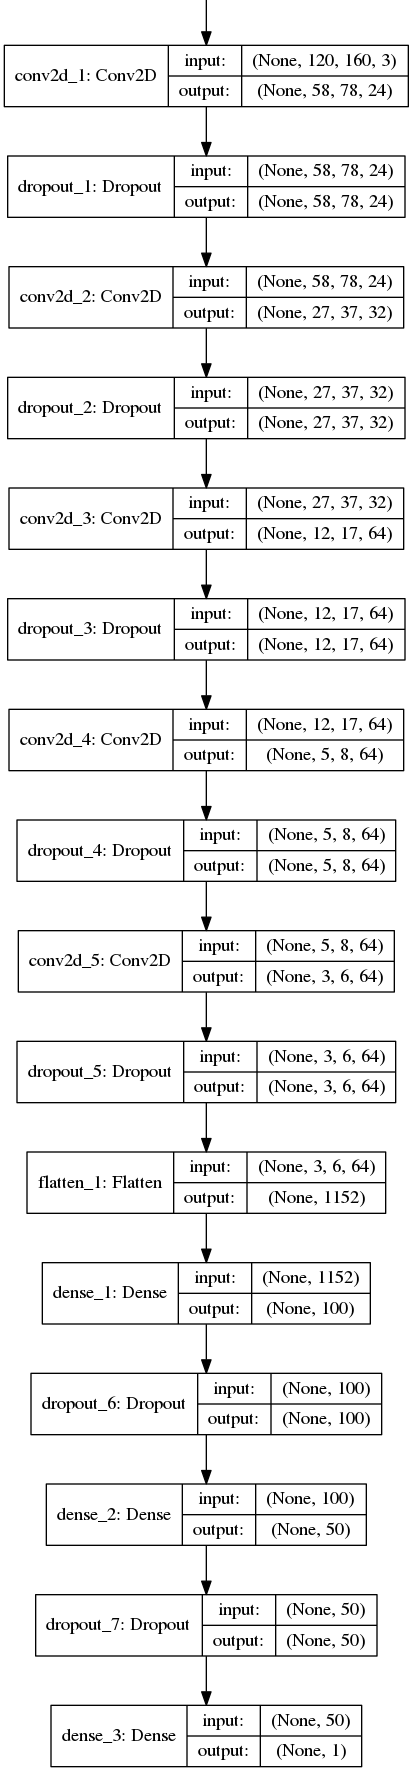 conv2d_1: Conv2D
input: (None, 120, 160, 3)
output: (None, 58, 78, 24)
dropout_1: Dropout
input: (None, 58, 78, 24)
output: (None, 58, 78, 24)
conv2d_2: Conv2D
input: (None, 58, 78, 24)
output: (None, 27, 37, 32)
dropout_2: Dropout
input: (None, 27, 37, 32)
output: (None, 27, 37, 32)
conv2d_3: Conv2D
input: (None, 27, 37, 32)
output: (None, 12, 17, 64)
dropout_3: Dropout
input: (None, 12, 17, 64)
output: (None, 12, 17, 64)
conv2d_4: Conv2D
input: (None, 12, 17, 64)
output: (None, 5, 8, 64)
dropout_4: Dropout
input: (None, 5, 8, 64)
output: (None, 5, 8, 64)
conv2d_5: Conv2D
input: (None, 5, 8, 64)
output: (None, 3, 6, 64)
dropout_5: Dropout
input: (None, 3, 6, 64)
output: (None, 3, 6, 64)
flatten_1: Flatten
input: (None, 3, 6, 64)
output: (None, 1152)
dense_1: Dense
input: (None, 1152)
output: (None, 100)
dropout_6: Dropout
input: (None, 100)
output: (None, 100)
dense_2: Dense
input: (None, 100)
output: (None, 50)
dropout_7: Dropout
input: (None, 50)
output: (None, 50)
dense_3: Dense
input: (None, 50)
output: (None, 1)